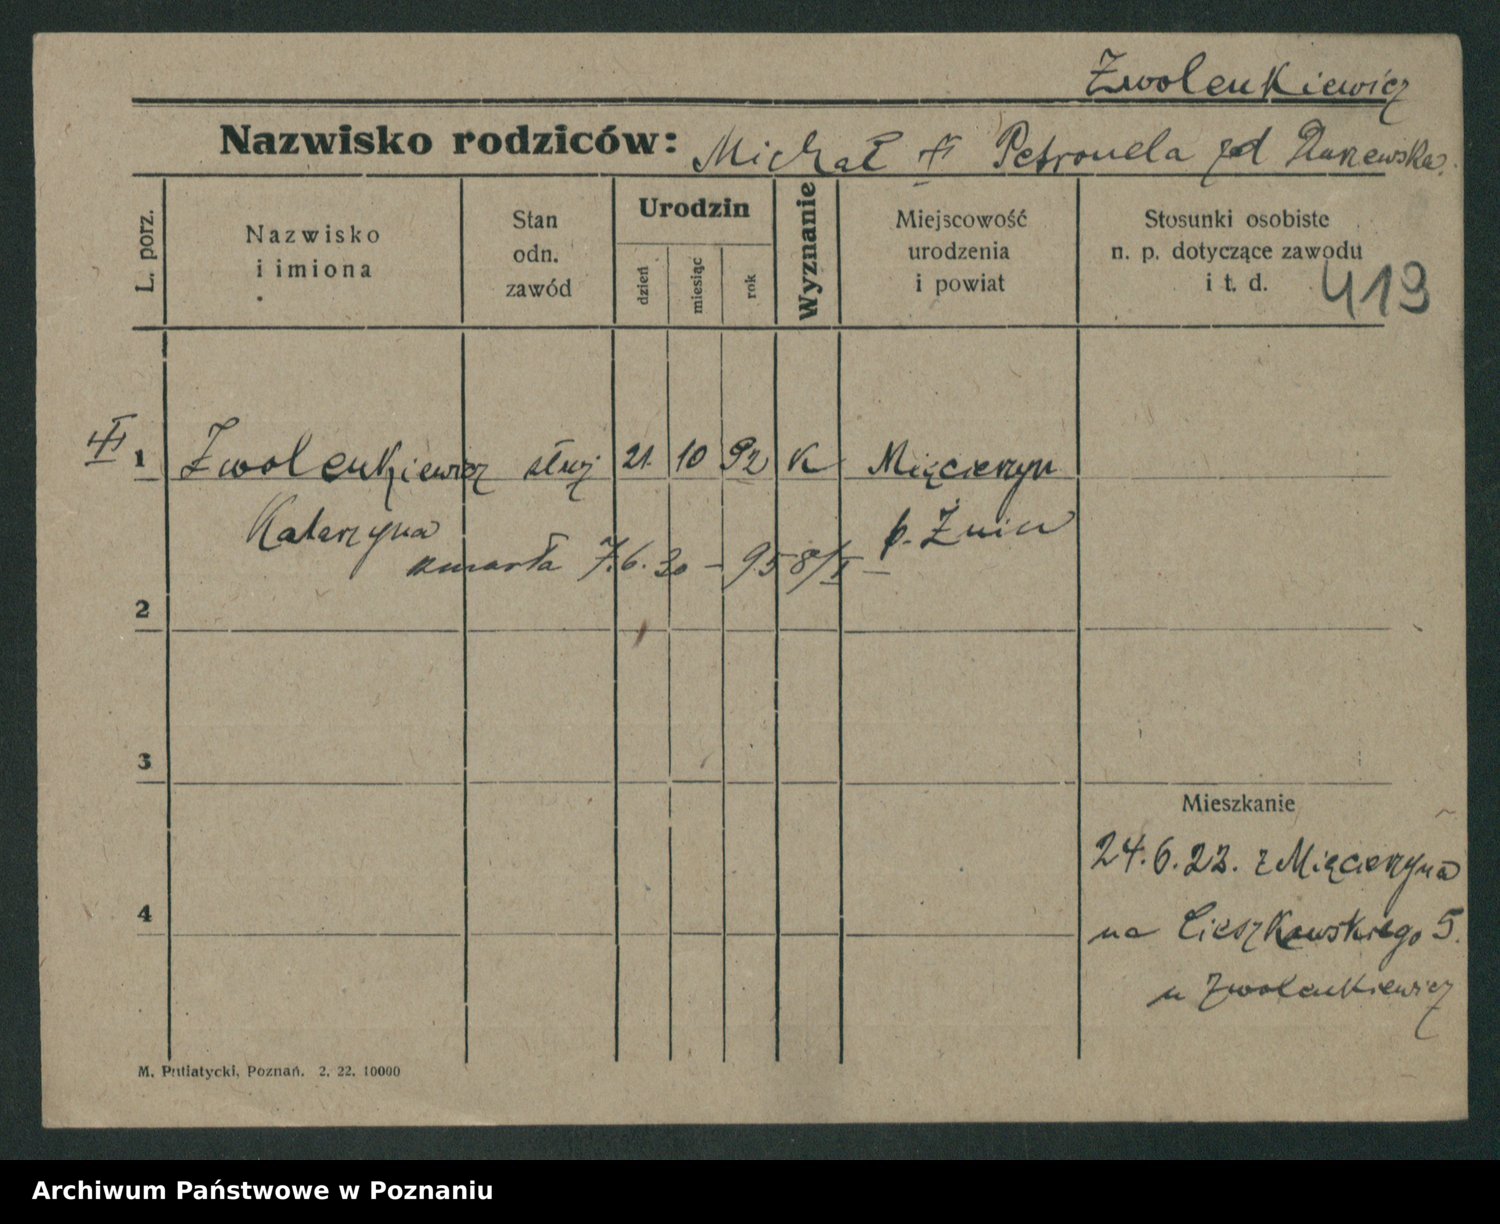 Zwolenkiewicz
Nazwisko rodziców: Michał Petronela zd
L. porz.
Nazwisko
i imiona
Stan
odn.
zawód
Urodzin
dzień
miesiąc
rok
Wyznanie
Miejscowość
urodzenia
i powiat
Stosunki osobiste
n. p. dotyczące zawodu
i t. d.
419
1 Zwolenkiewicz służ 21. 10 92 K Mięcierzyn
Katarzyna p. Żnin
zmarła 7.6.30 – 958/I –
2
3
Mieszkanie
24.6.22. z Mięcierzyna
4
na Cieszkowskiego 5.
u Zwolenkiewicz
M. Putiatycki, Poznań. 2. 22. 10000
Archiwum Państwowe w Poznaniu